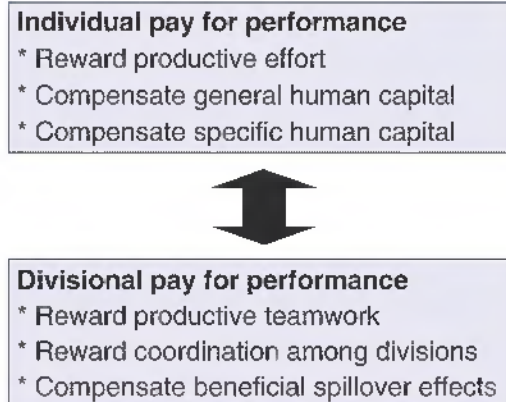 Individual pay for performance
* Reward productive effort
* Compensate general human capital
* Compensate specific human capital
Divisional pay for performance
* Reward productive teamwork
* Reward coordination among divisions
* Compensate beneficial spillover effects